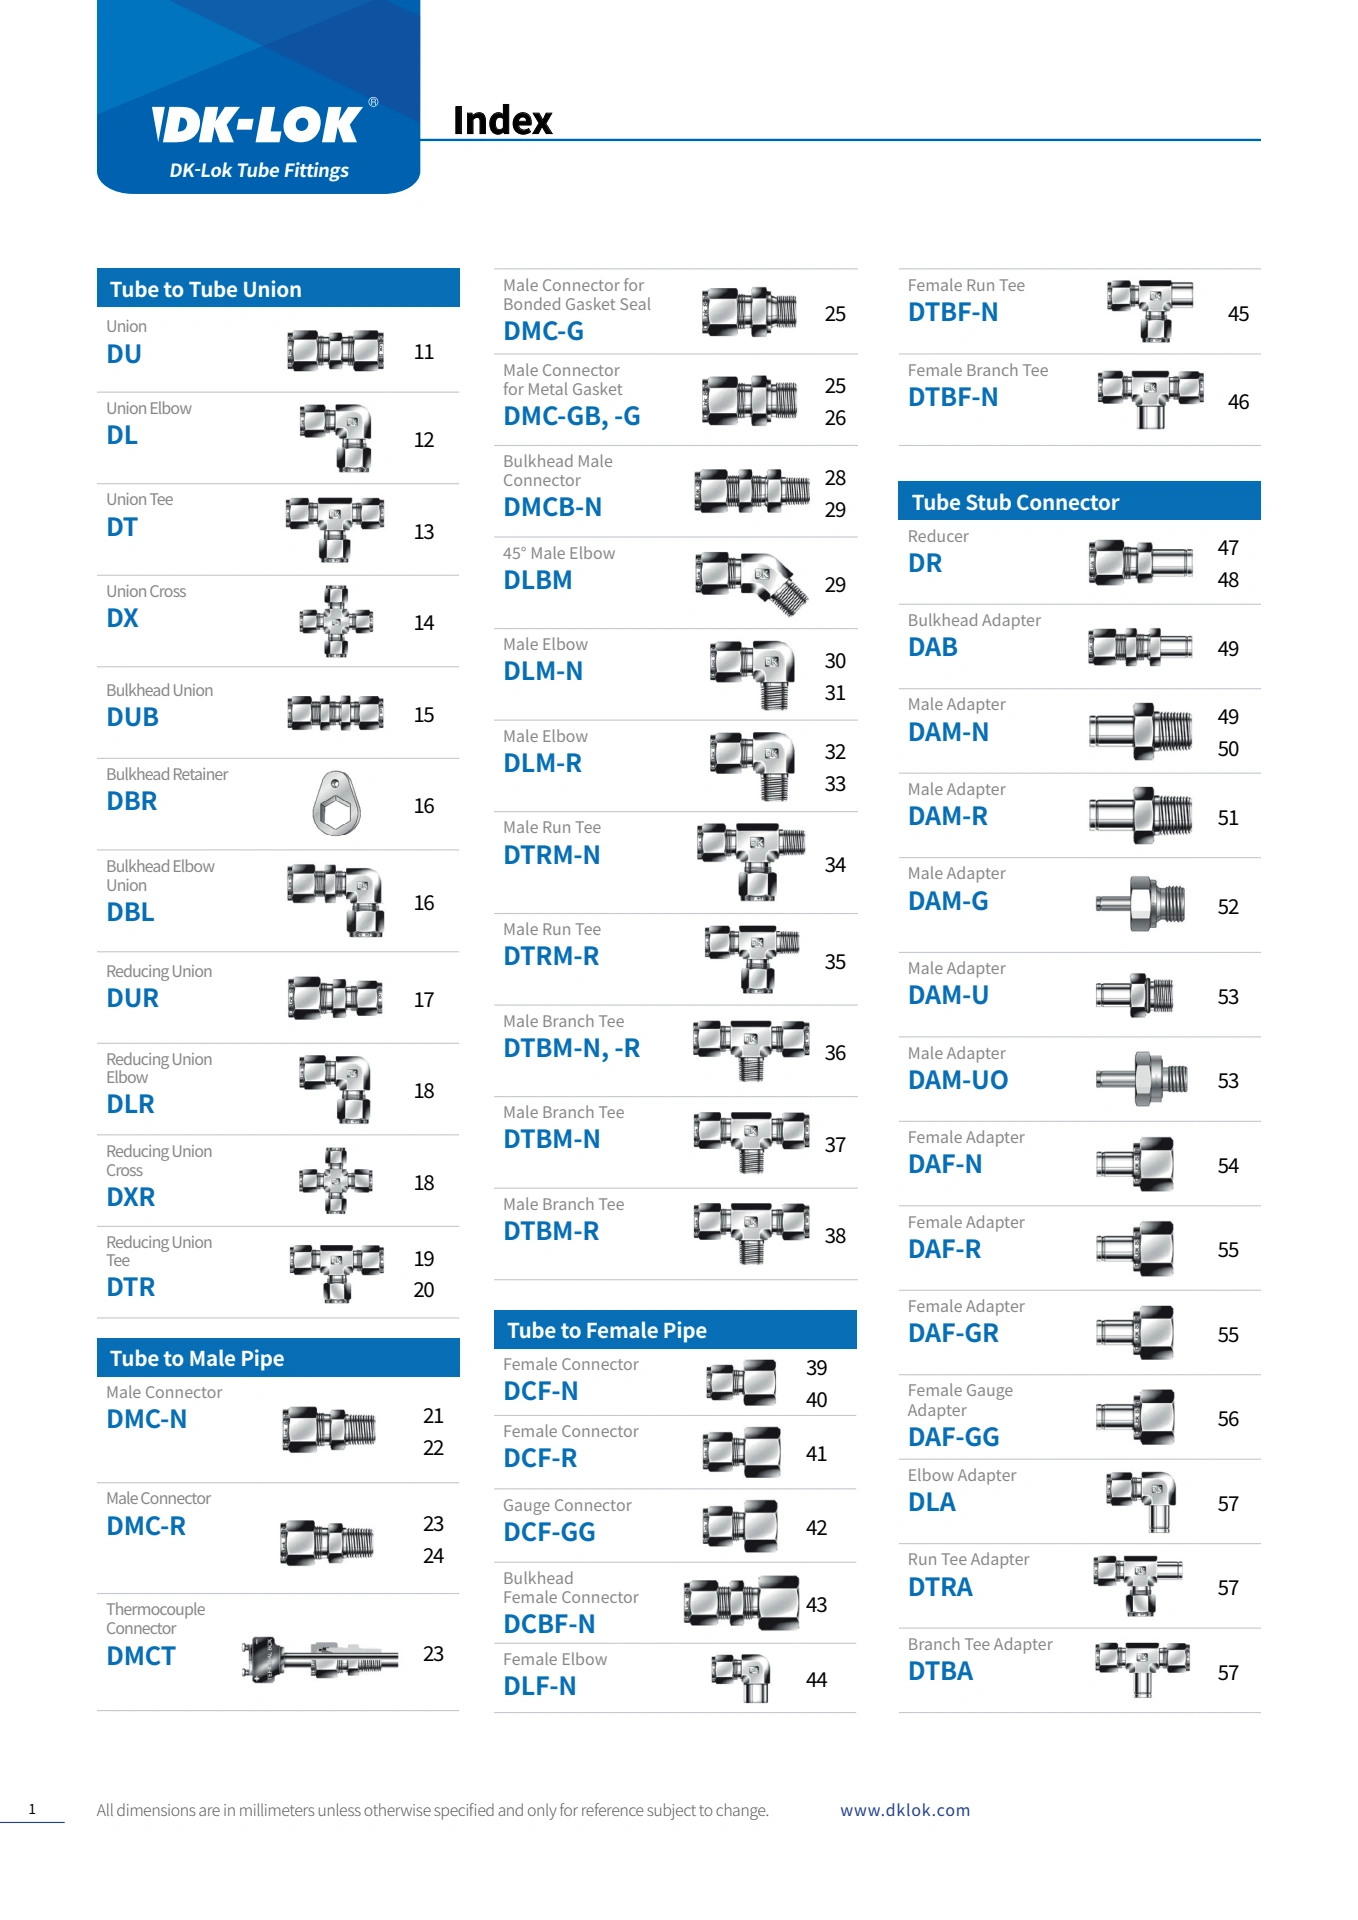 DK-LOK®
DK-Lok Tube Fittings
Index
Tube to Tube Union
Union
DU
11
Union Elbow
DL
12
Union Tee
DT
13
Union Cross
DX
14
Bulkhead Union
DUB
15
Bulkhead Retainer
DBR
16
Bulkhead Elbow
Union
DBL
16
Reducing Union
DUR
17
Reducing Union
Elbow
DLR
18
Reducing Union
Cross
DXR
18
Reducing Union
Tee
DTR
19
20
Tube to Male Pipe
Male Connector
DMC-N
21
22
Male Connector
DMC-R
23
24
Thermocouple
Connector
DMCT
23
Male Connector for
Bonded Gasket Seal
DMC-G
25
Male Connector
for Metal Gasket
DMC-GB, -G
25
26
Bulkhead Male
Connector
DMCB-N
28
29
45° Male Elbow
DLBM
29
Male Elbow
DLM-N
30
31
Male Elbow
DLM-R
32
33
Male Run Tee
DTRM-N
34
Male Run Tee
DTRM-R
35
Male Branch Tee
DTBM-N, -R
36
Male Branch Tee
DTBM-N
37
Male Branch Tee
DTBM-R
38
Tube to Female Pipe
Female Connector
DCF-N
39
40
Female Connector
DCF-R
41
Gauge Connector
DCF-GG
42
Bulkhead
Female Connector
DCBF-N
43
Female Elbow
DLF-N
44
Female Run Tee
DTBF-N
45
Female Branch Tee
DTBF-N
46
Tube Stub Connector
Reducer
DR
47
48
Bulkhead Adapter
DAB
49
Male Adapter
DAM-N
49
50
Male Adapter
DAM-R
51
Male Adapter
DAM-G
52
Male Adapter
DAM-U
53
Male Adapter
DAM-UO
53
Female Adapter
DAF-N
54
Female Adapter
DAF-R
55
Female Adapter
DAF-GR
55
Female Gauge
Adapter
DAF-GG
56
Elbow Adapter
DLA
57
Run Tee Adapter
DTRA
57
Branch Tee Adapter
DTBA
57
1
All dimensions are in millimeters unless otherwise specified and only for reference subject to change.
www.dklok.com